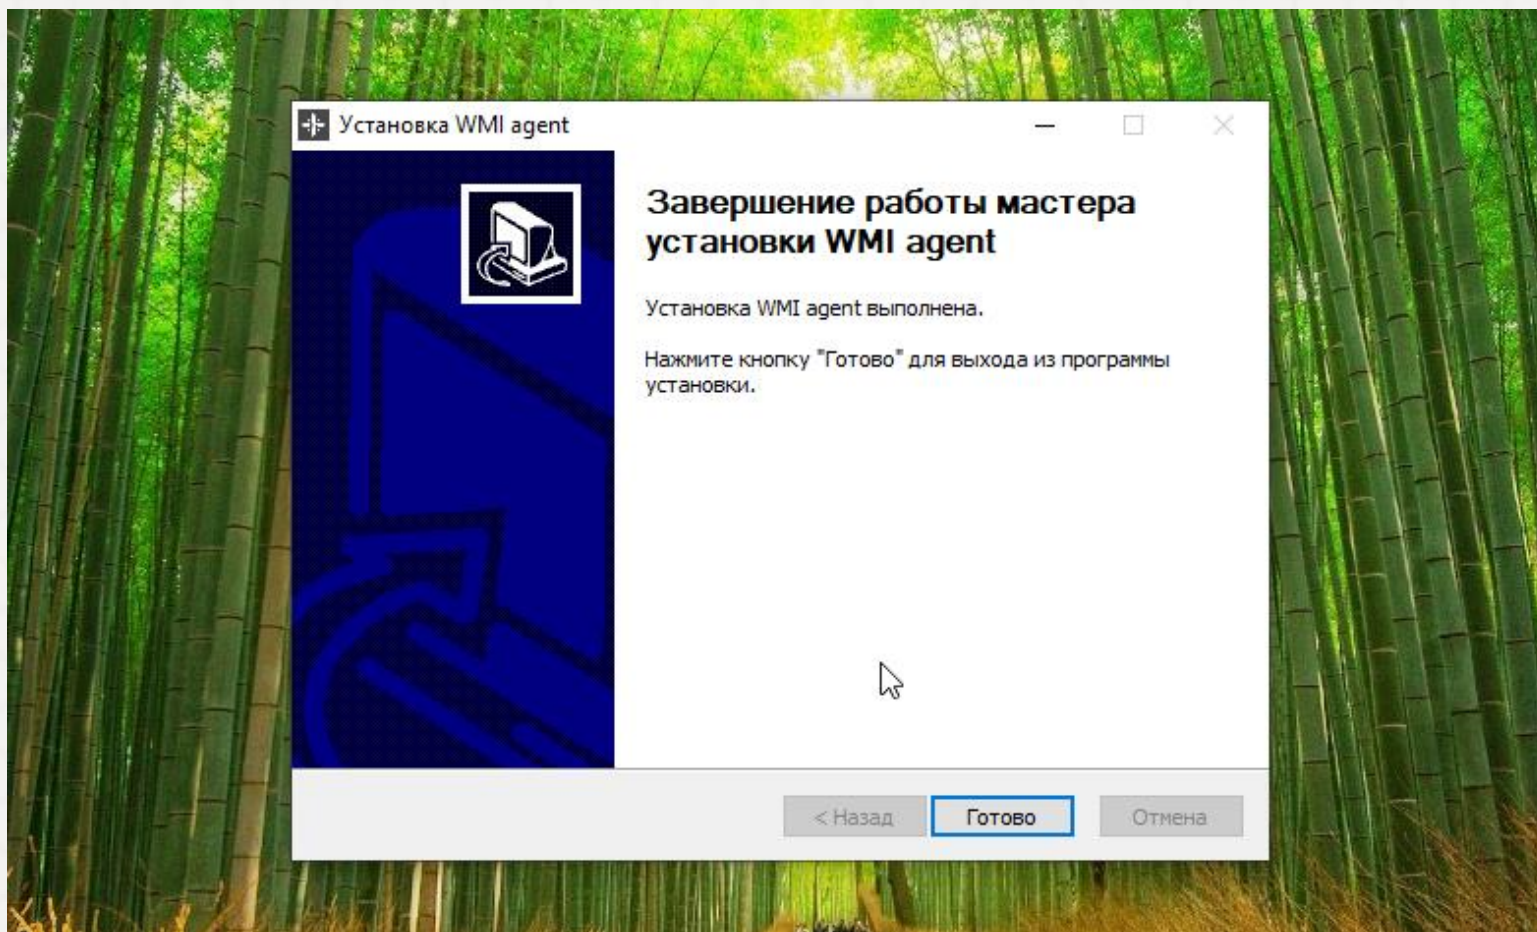 Установка WMI agent
Завершение работы мастера
установки WMI agent
Установка WMI agent выполнена.
Нажмите кнопку "Готово" для выхода из программы
установки.
< Назад
Готово
Отмена